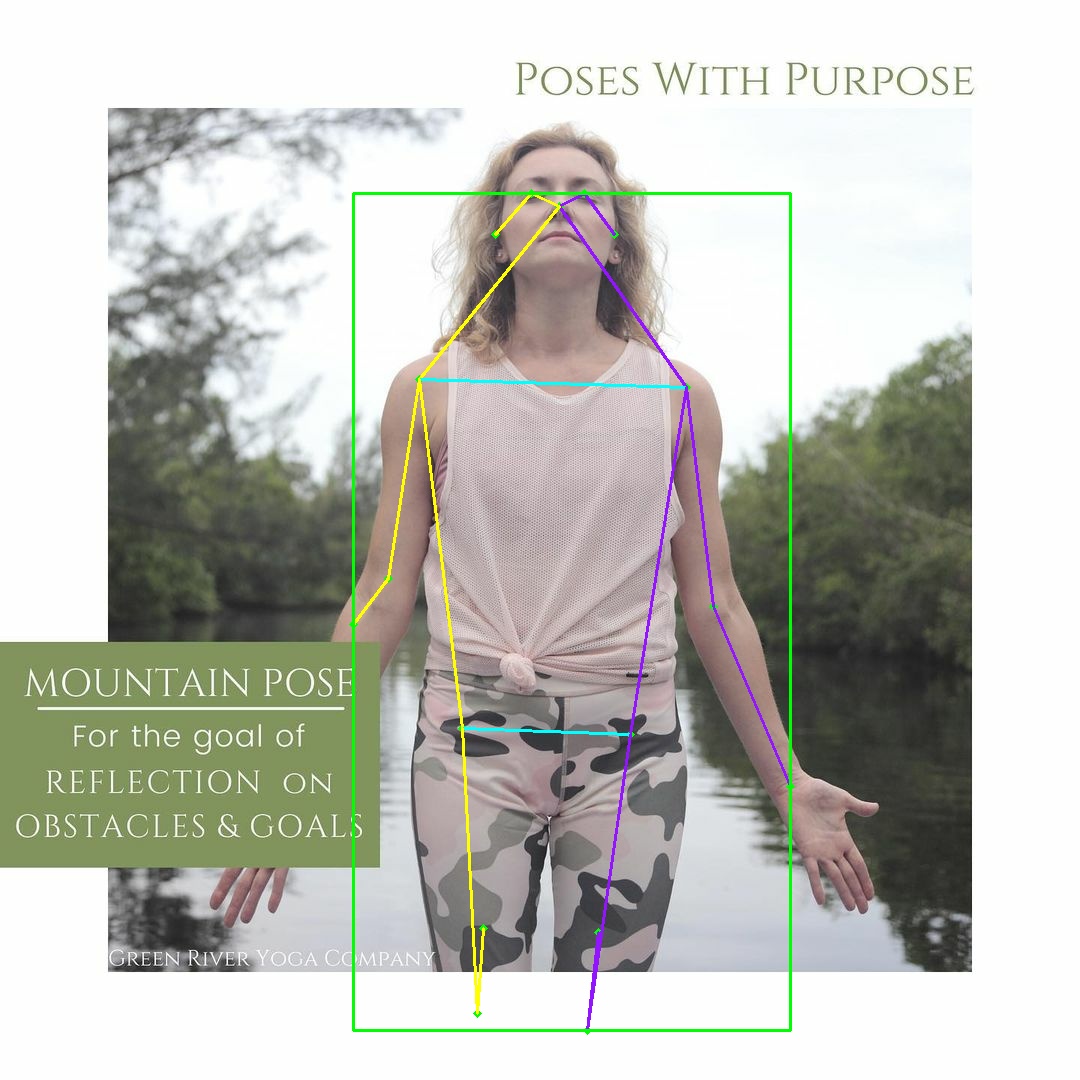 POSES WITH PURPOSE
MOUNTAIN POSE
For the goal of
REFLECTION ON
OBSTACLES & GOALS
GREEN RIVER YOGA COMPANY